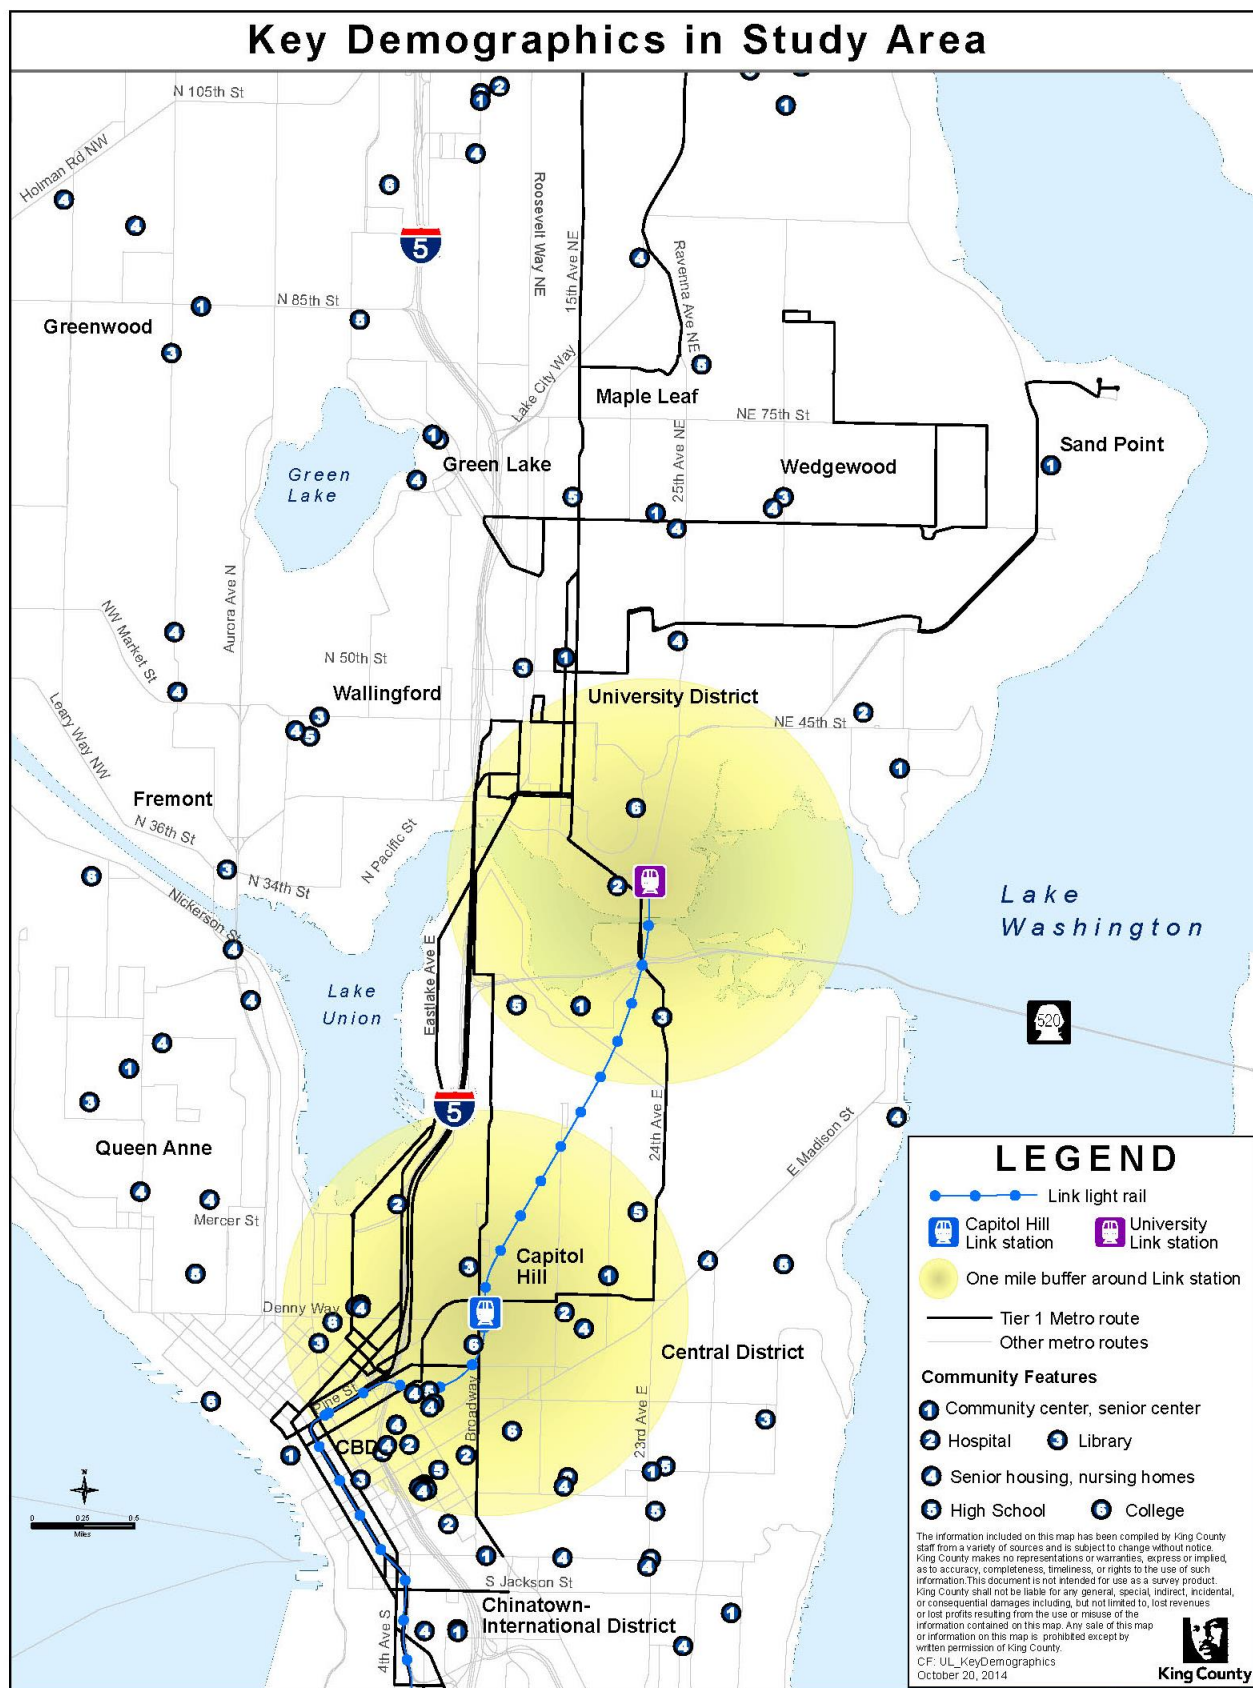 Key Demographics in Study Area
N 105th St
Holman Rd NW
Roosevelt Way NE
15th Ave NE
Ravenna Ave NE
5
N 85th St
Greenwood
Lake City Way
Maple Leaf
NE 75th St
25th Ave NE
Sand Point
Wedgewood
Green Lake
Green
Lake
Aurora Ave N
NW Market St
N 50th St
Wallingford
University District
NE 45th St
Leary Way NW
Fremont
N 36th St
N Pacific St
N 34th St
Nickerson St
Lake
Washington
Eastlake Ave E
Lake
Union
520
5
24th Ave E
E Madison St
Queen Anne
Mercer St
Capitol
Hill
Denny Way
Central District
Pine St
Broadway
23rd Ave E
CBD
S Jackson St
Chinatown-
International District
4th Ave S
N
0 0.25 0.5
Miles
LEGEND
Link light rail
Capitol Hill
Link station
University
Link station
One mile buffer around Link station
Tier 1 Metro route
Other metro routes
Community Features
1 Community center, senior center
2 Hospital
3 Library
4 Senior housing, nursing homes
5 High School
6 College
The information included on this map has been compiled by King County
staff from a variety of sources and is subject to change without notice.
King County makes no representations or warranties, express or implied,
as to accuracy, completeness, timeliness, or rights to the use of such
information.This document is not intended for use as a survey product.
King County shall not be liable for any general, special, indirect, incidental,
or consequential damages including, but not limited to, lost revenues
or lost profits resulting from the use or misuse of the
information contained on this map. Any sale of this map
or information on this map is prohibited except by
written permission of King County.
CF: UL_KeyDemographics
October 20, 2014
King County